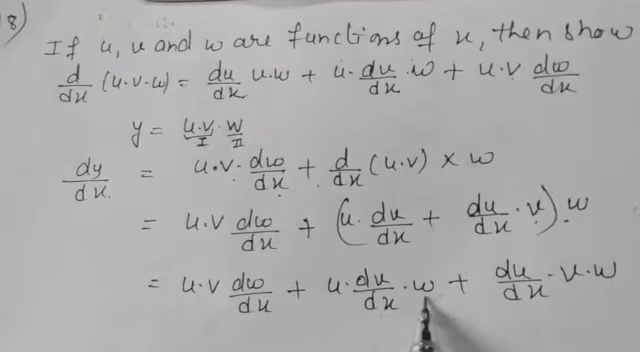 8)
If u, v and w are functions of x, then show
d/dx (u.v.w) = du/dx v.w + u. dv/dx .w + u.v dw/dx
y = u.v . w
I II
dy/dx = u.v. dw/dx + d/dx (u.v) × w
= u.v dw/dx + (u. dv/dx + du/dx . v) w
= u.v dw/dx + u. dv/dx . w + du/dx . v.w